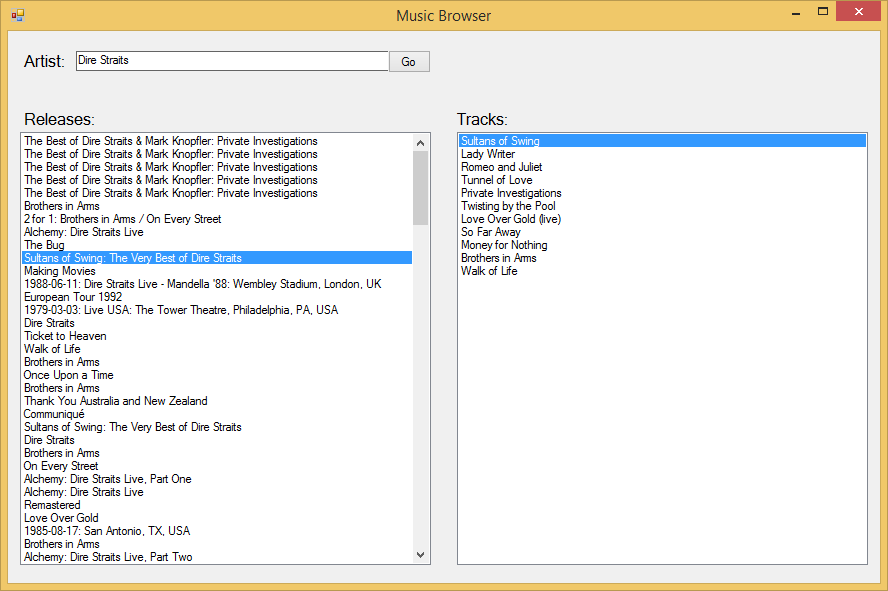 Music Browser
Artist:
Dire Straits
Go
Releases:
The Best of Dire Straits & Mark Knopfler: Private Investigations
The Best of Dire Straits & Mark Knopfler: Private Investigations
The Best of Dire Straits & Mark Knopfler: Private Investigations
The Best of Dire Straits & Mark Knopfler: Private Investigations
The Best of Dire Straits & Mark Knopfler: Private Investigations
Brothers in Arms
2 for 1: Brothers in Arms / On Every Street
Alchemy: Dire Straits Live
The Bug
Sultans of Swing: The Very Best of Dire Straits
Making Movies
1988-06-11: Dire Straits Live - Mandella '88: Wembley Stadium, London, UK
European Tour 1992
1979-03-03: Live USA: The Tower Theatre, Philadelphia, PA, USA
Dire Straits
Ticket to Heaven
Walk of Life
Brothers in Arms
Once Upon a Time
Brothers in Arms
Thank You Australia and New Zealand
Communiqué
Sultans of Swing: The Very Best of Dire Straits
Dire Straits
Brothers in Arms
On Every Street
Alchemy: Dire Straits Live, Part One
Alchemy: Dire Straits Live
Remastered
Love Over Gold
1985-08-17: San Antonio, TX, USA
Brothers in Arms
Alchemy: Dire Straits Live, Part Two
Tracks:
Sultans of Swing
Lady Writer
Romeo and Juliet
Tunnel of Love
Private Investigations
Twisting by the Pool
Love Over Gold (live)
So Far Away
Money for Nothing
Brothers in Arms
Walk of Life